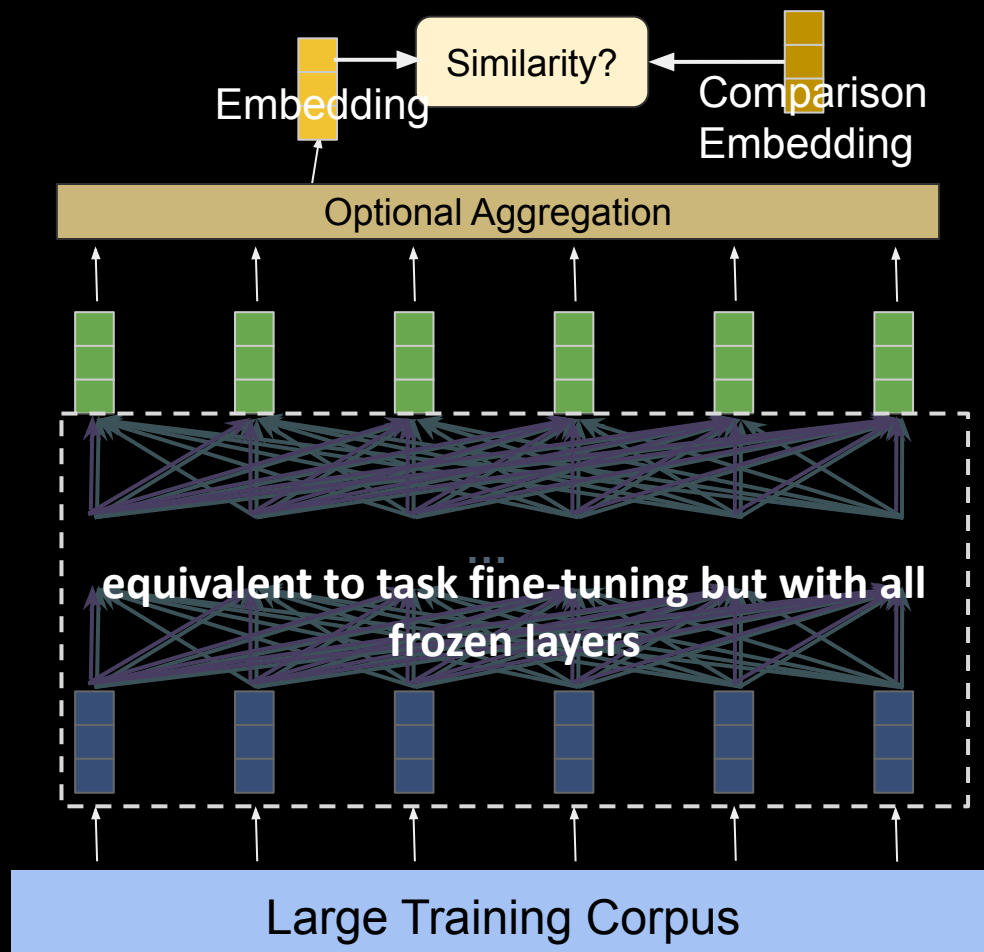 Similarity?
Embedding
Comparison
Embedding
Optional Aggregation
...
equivalent to task fine-tuning but with all
frozen layers
Large Training Corpus